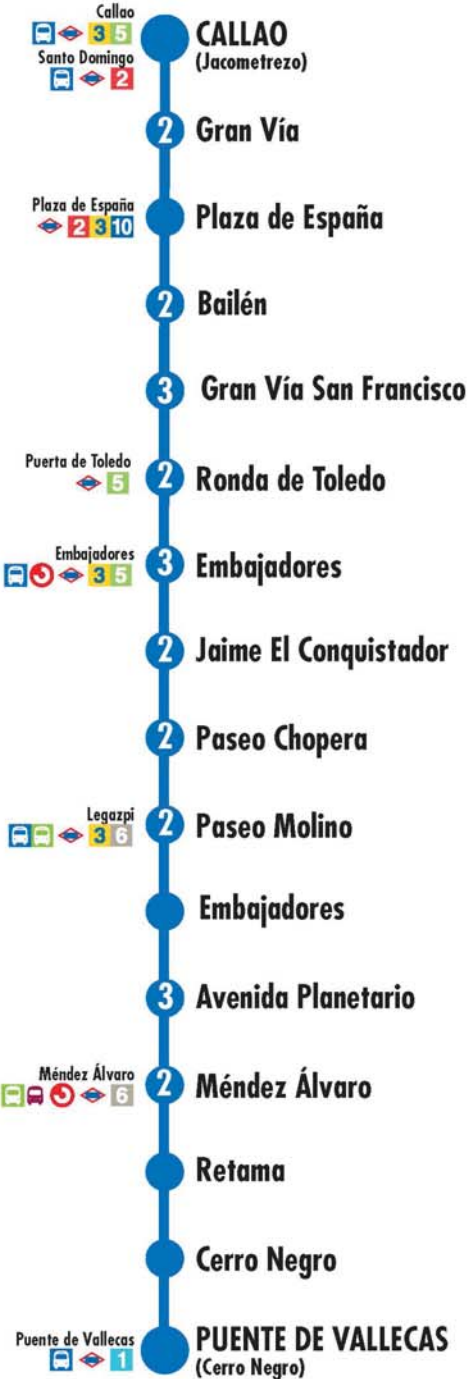 Callao
3 5
Santo Domingo
2
CALLAO
(Jacometrezo)
2 Gran Vía
Plaza de España
2 3 10
Plaza de España
2 Bailén
3 Gran Vía San Francisco
Puerta de Toledo
5
2 Ronda de Toledo
Embajadores
3 5
3 Embajadores
2 Jaime El Conquistador
2 Paseo Chopera
Legazpi
3 6
2 Paseo Molino
Embajadores
3 Avenida Planetario
Méndez Álvaro
6
2 Méndez Álvaro
Retama
Cerro Negro
Puente de Vallecas
1
PUENTE DE VALLECAS
(Cerro Negro)